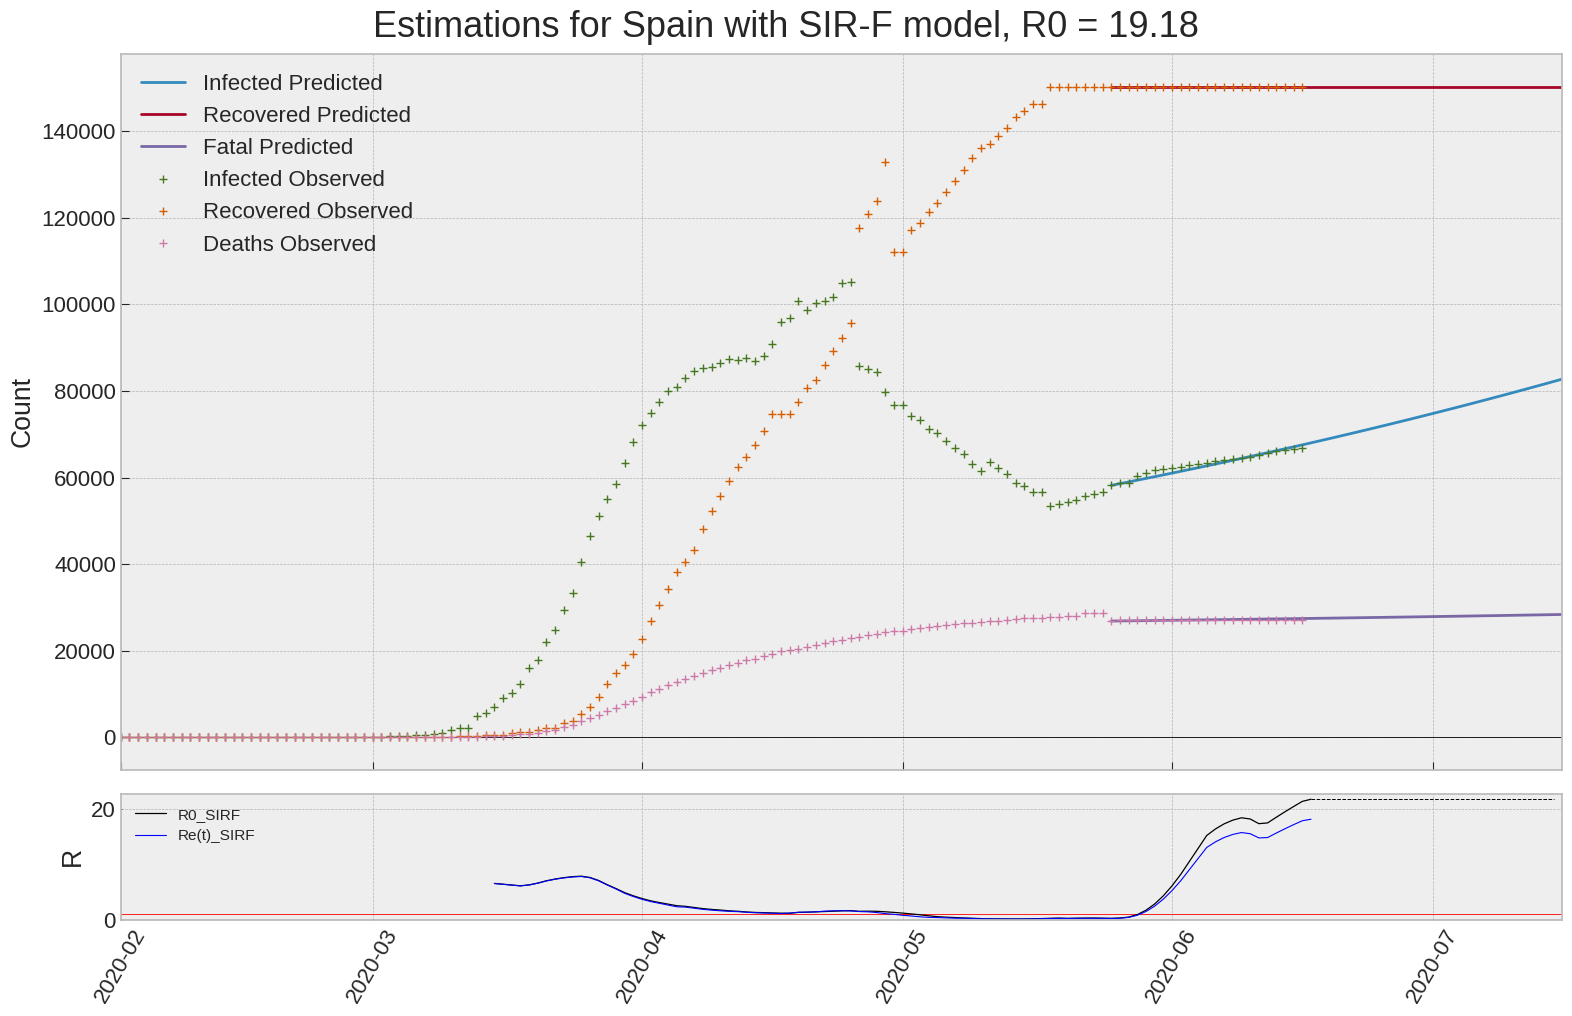 Estimations for Spain with SIR-F model, R0 = 19.18
Infected Predicted
Recovered Predicted
Fatal Predicted
Infected Observed
Recovered Observed
Deaths Observed
140000
120000
100000
80000
60000
40000
20000
0
Count
R0_SIRF
Re(t)_SIRF
20
0
R
2020-02
2020-03
2020-04
2020-05
2020-06
2020-07